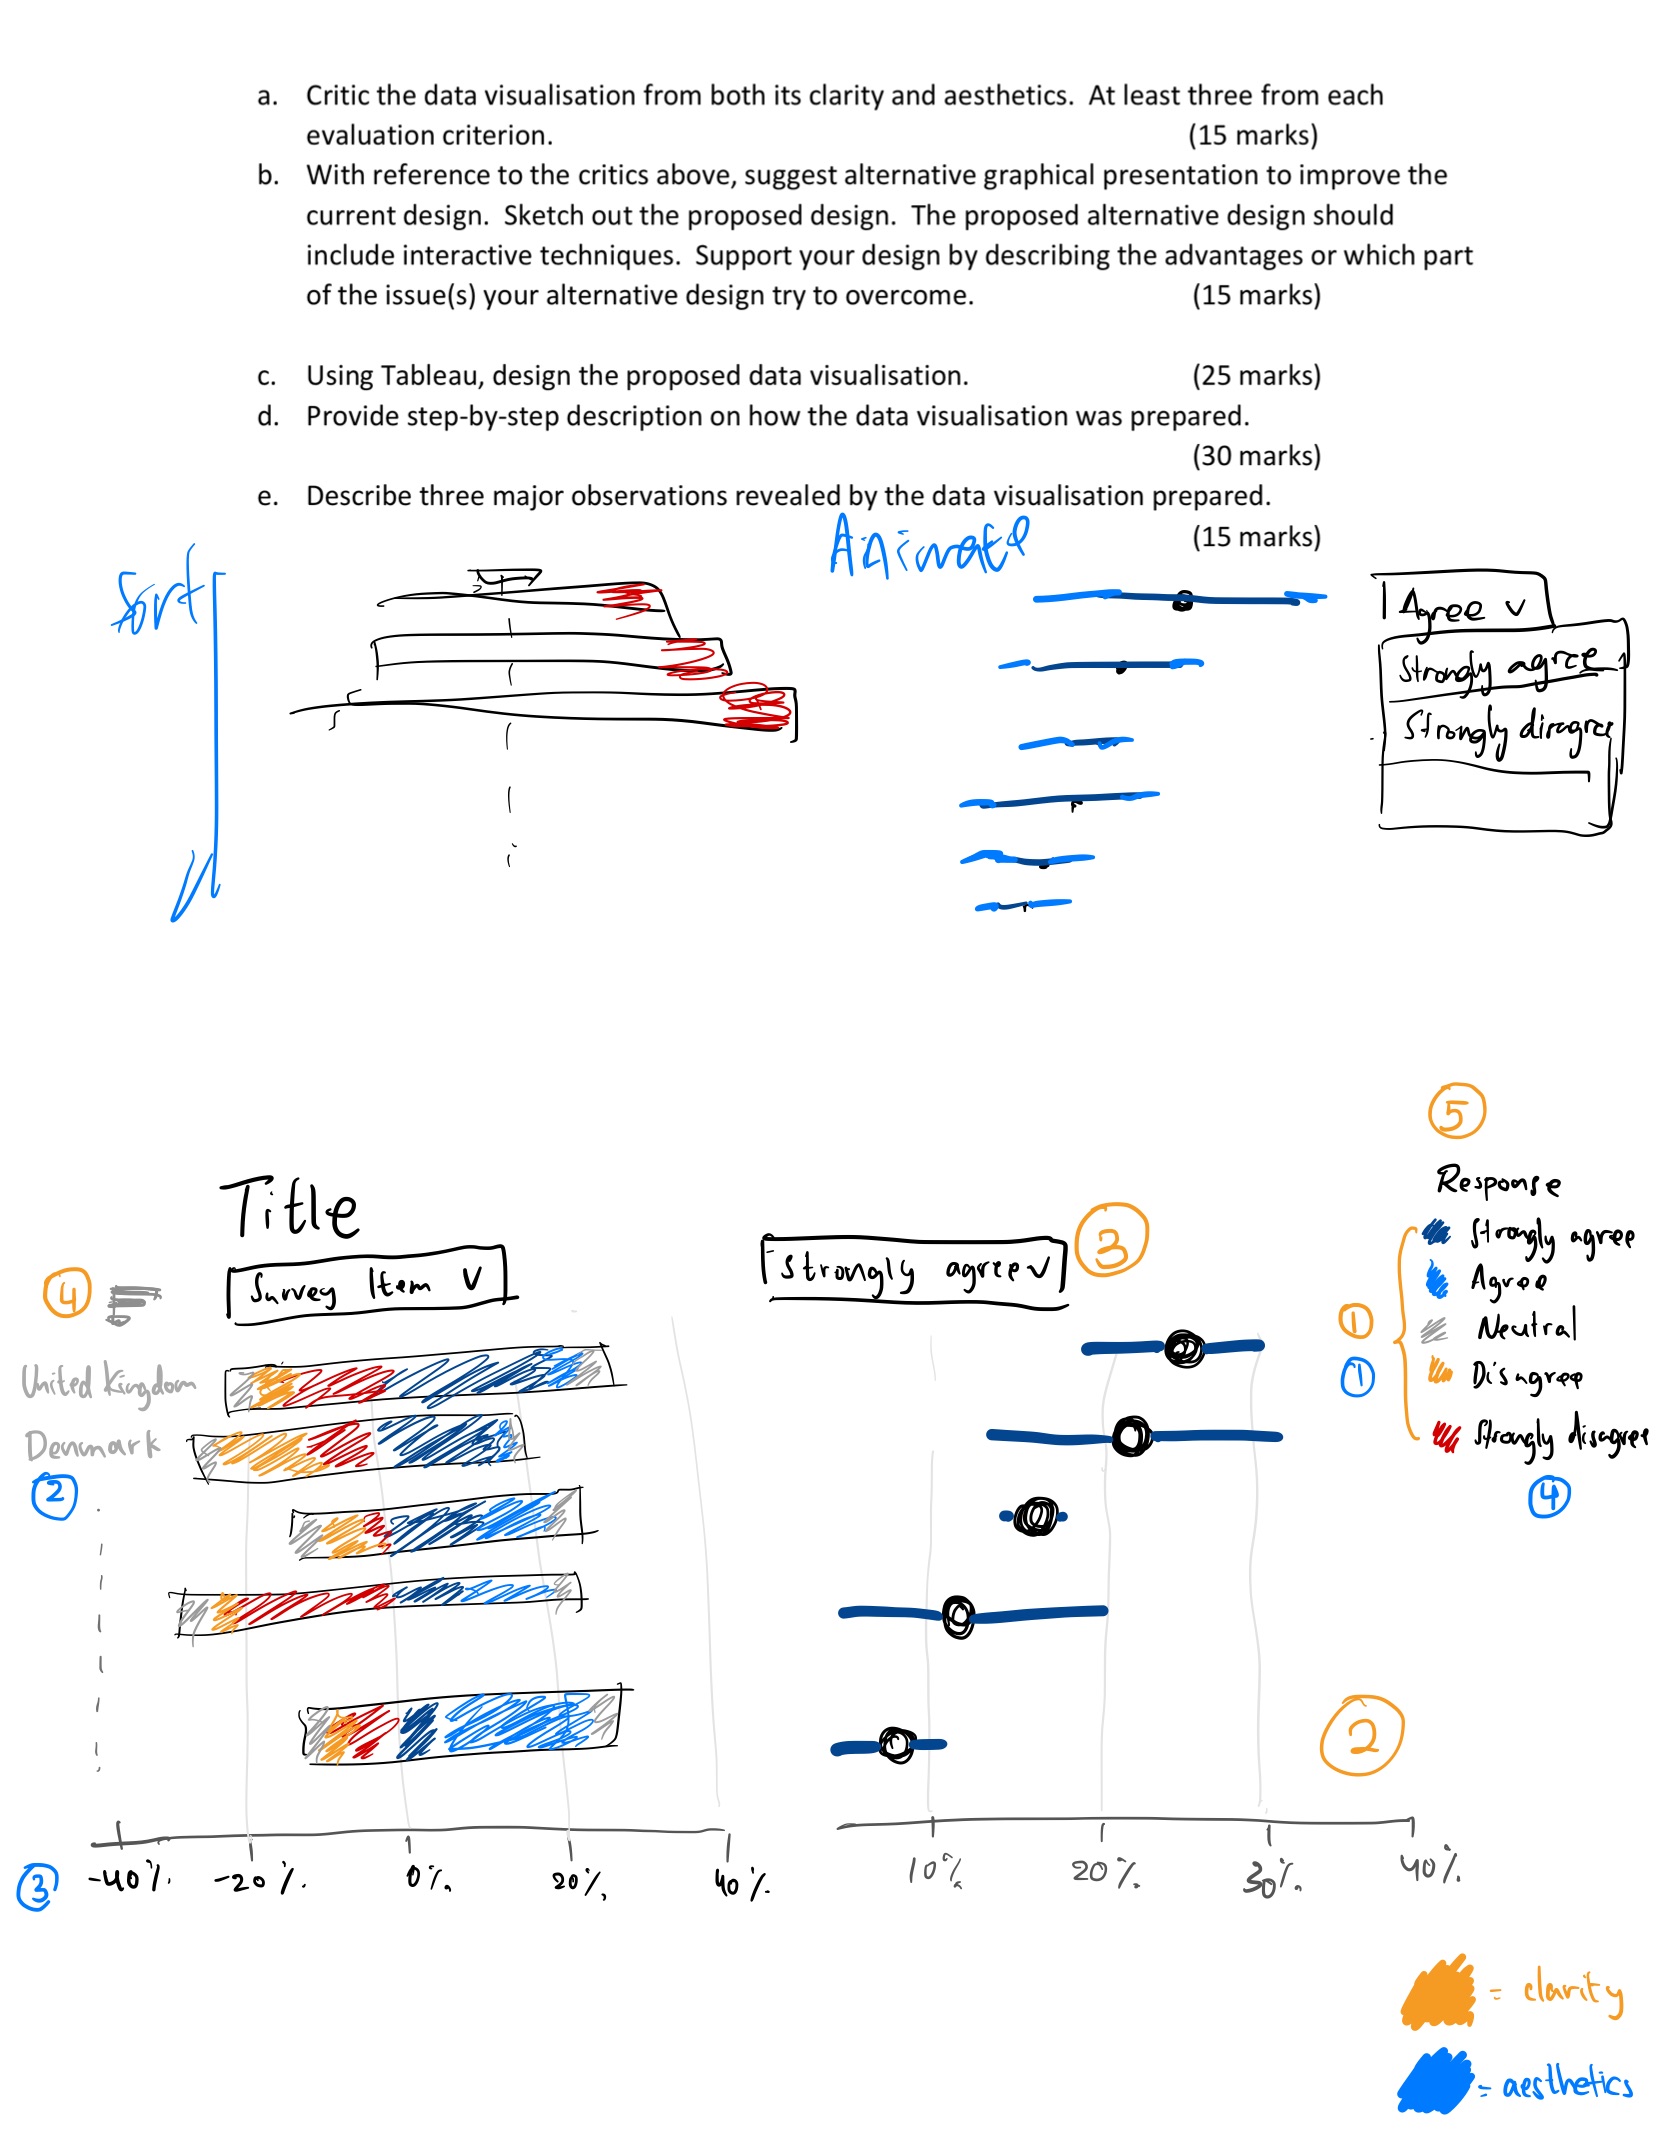 a. Critic the data visualisation from both its clarity and aesthetics. At least three from each
evaluation criterion. (15 marks)
b. With reference to the critics above, suggest alternative graphical presentation to improve the
current design. Sketch out the proposed design. The proposed alternative design should
include interactive techniques. Support your design by describing the advantages or which part
of the issue(s) your alternative design try to overcome. (15 marks)
c. Using Tableau, design the proposed data visualisation. (25 marks)
d. Provide step-by-step description on how the data visualisation was prepared.
(30 marks)
e. Describe three major observations revealed by the data visualisation prepared.
(15 marks)
Sort
Animate
Agree v
Strongly agree
Strongly disagree
5
Title
Response
3
4
Survey Item V
Strongly agree v
Strongly agree
Agree
1
Neutral
1
Disagree
Strongly disagree
United Kingdom
Denmark
2
4
2
3
-40% -20% 0% 20% 40%
10% 20% 30% 40%
= clarity
= aesthetics